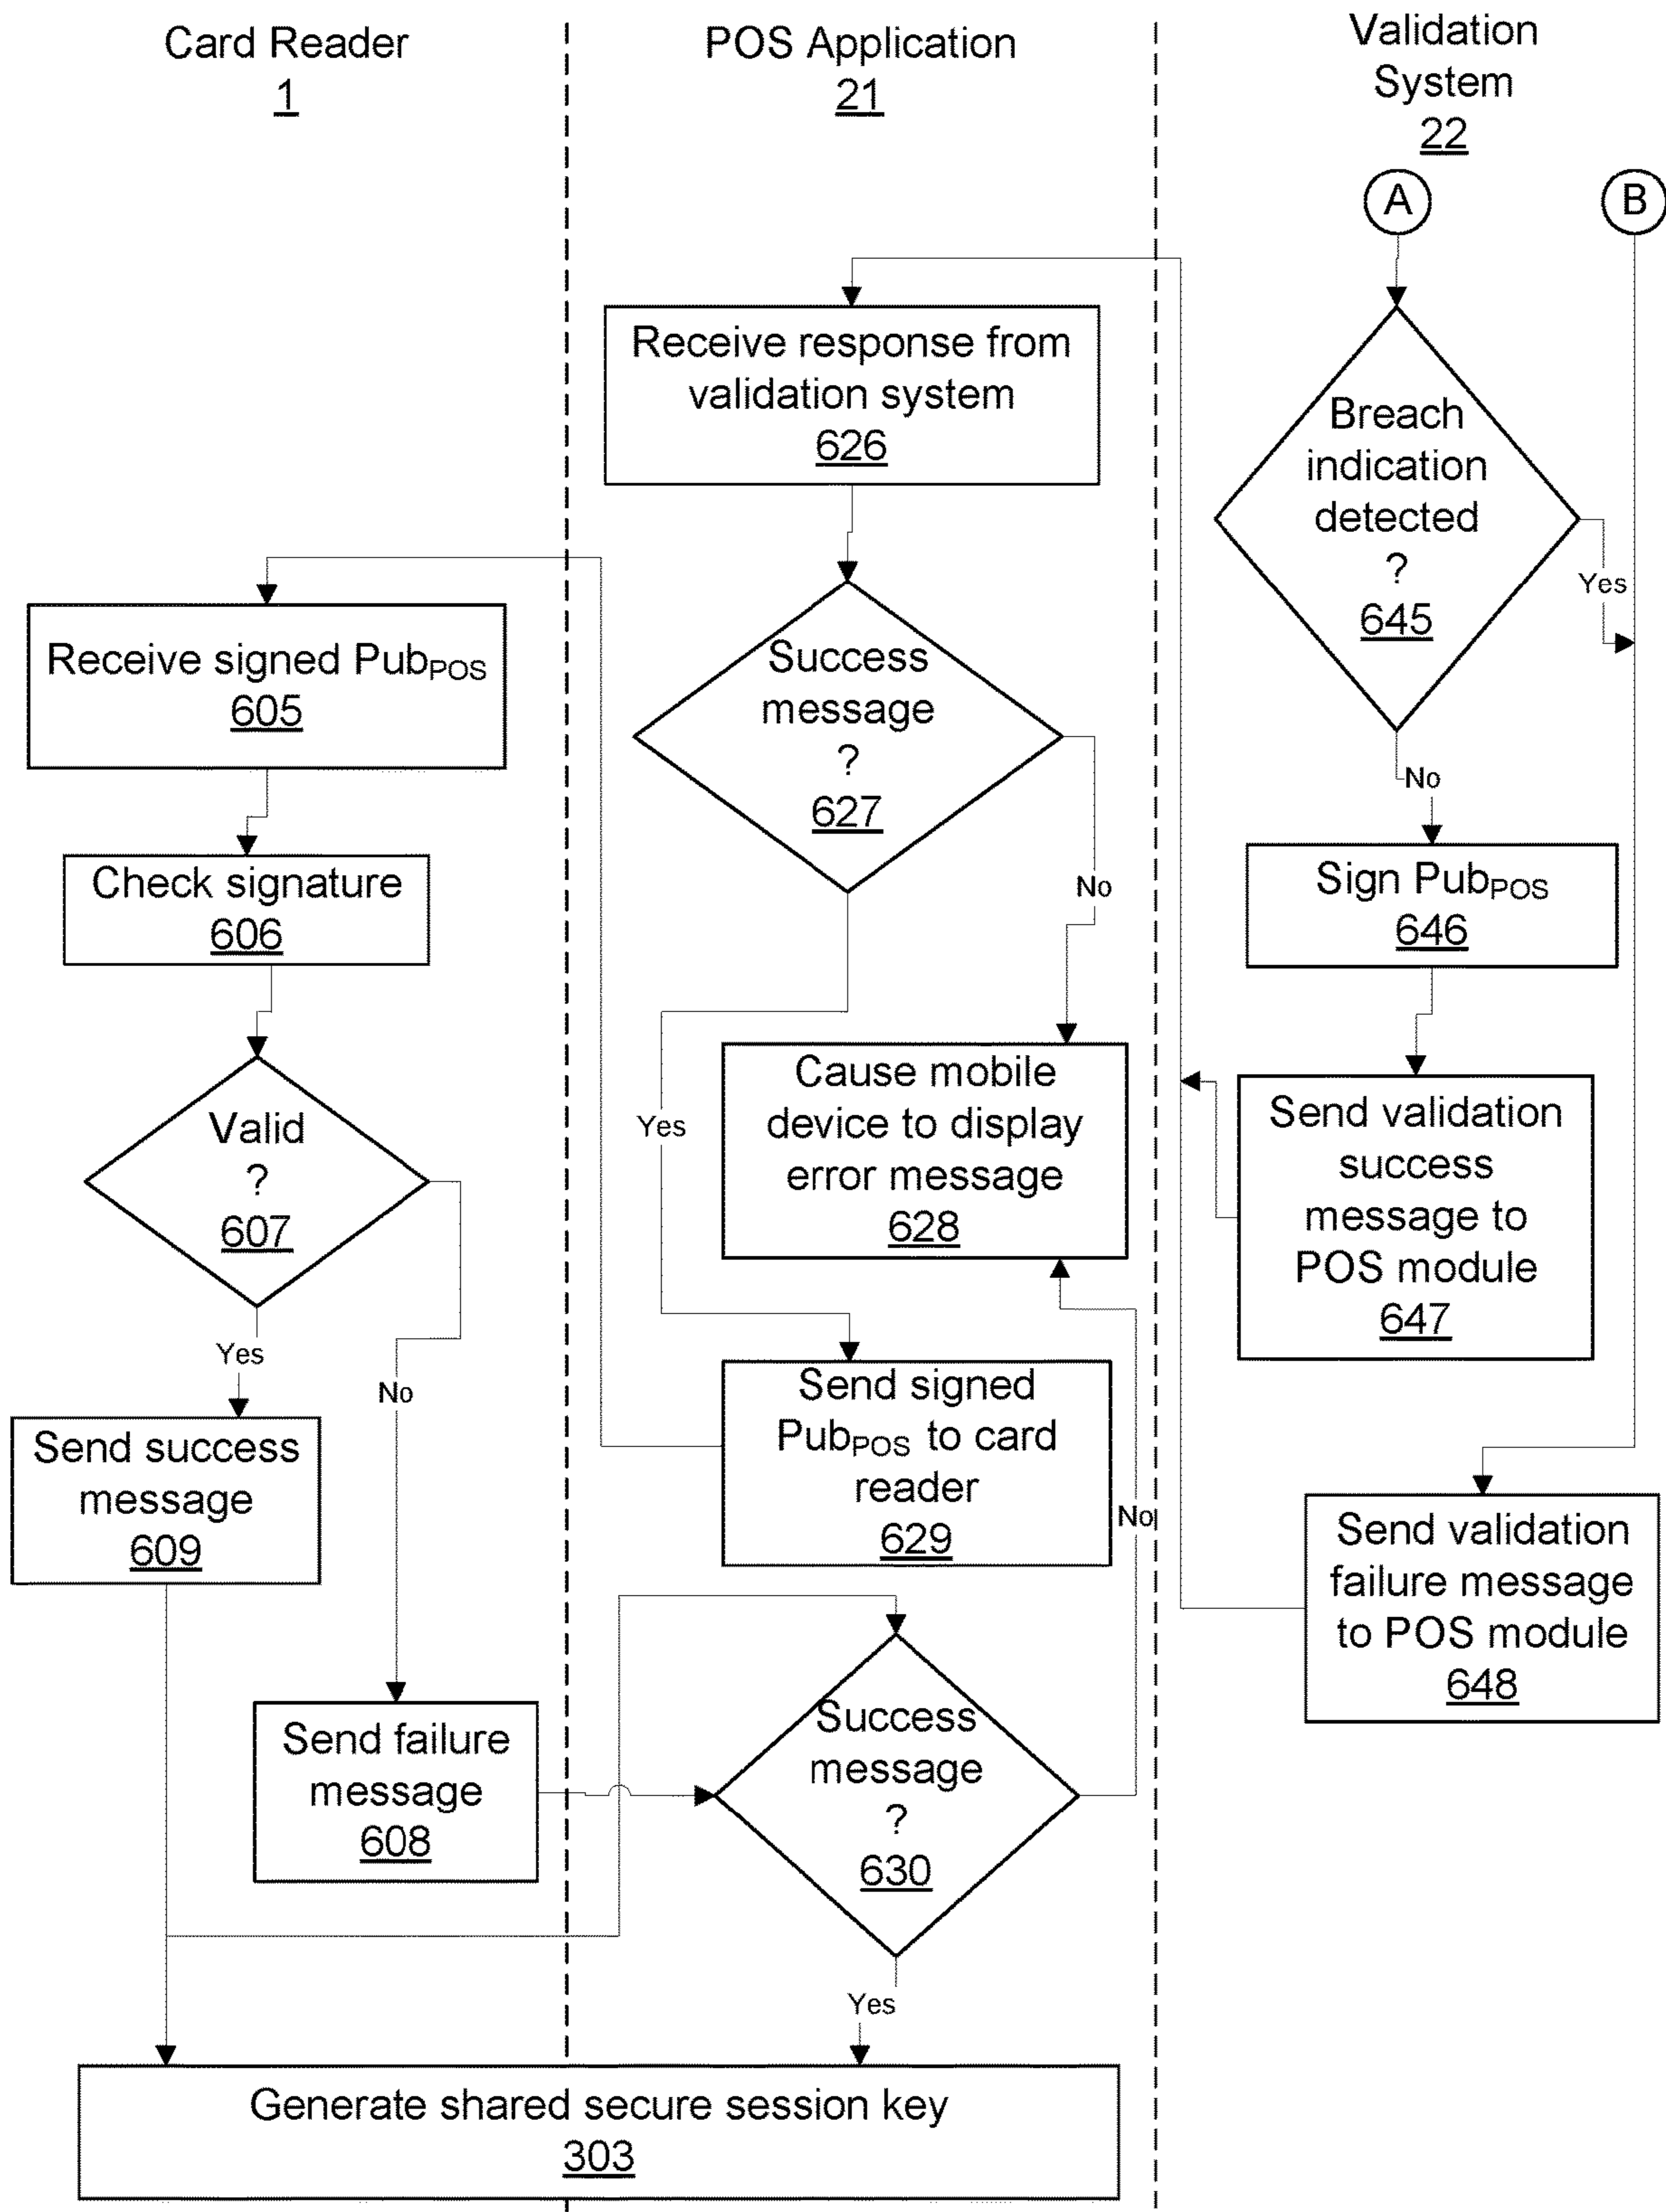 Card Reader
1
POS Application
21
Validation
System
22
A
B
Receive response from
validation system
626
Breach
indication
detected
?
645
Yes
No
Receive signed PubPOS
605
Success
message
?
627
No
Yes
Check signature
606
Sign PubPOS
646
Valid
?
607
Yes
No
Cause mobile
device to display
error message
628
Send validation
success
message to
POS module
647
Send success
message
609
Send signed
PubPOS to card
reader
629
No
Send validation
failure message
to POS module
648
Send failure
message
608
Success
message
?
630
Yes
Generate shared secure session key
303